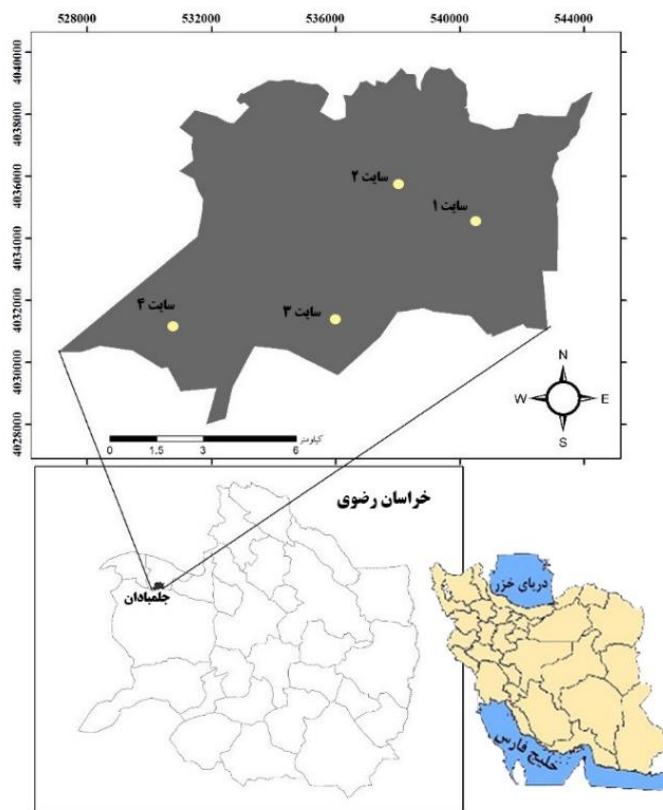 528000 532000 536000 540000 544000
4040000
4038000
4036000
4034000
4032000
4030000
4028000
سایت ۲
سایت ۱
سایت ۳
سایت ۴
N
W E
S
کیلومتر
0 1.5 3 6
خراسان رضوی
جلمبادان
دریای خزر
خلیج فارس